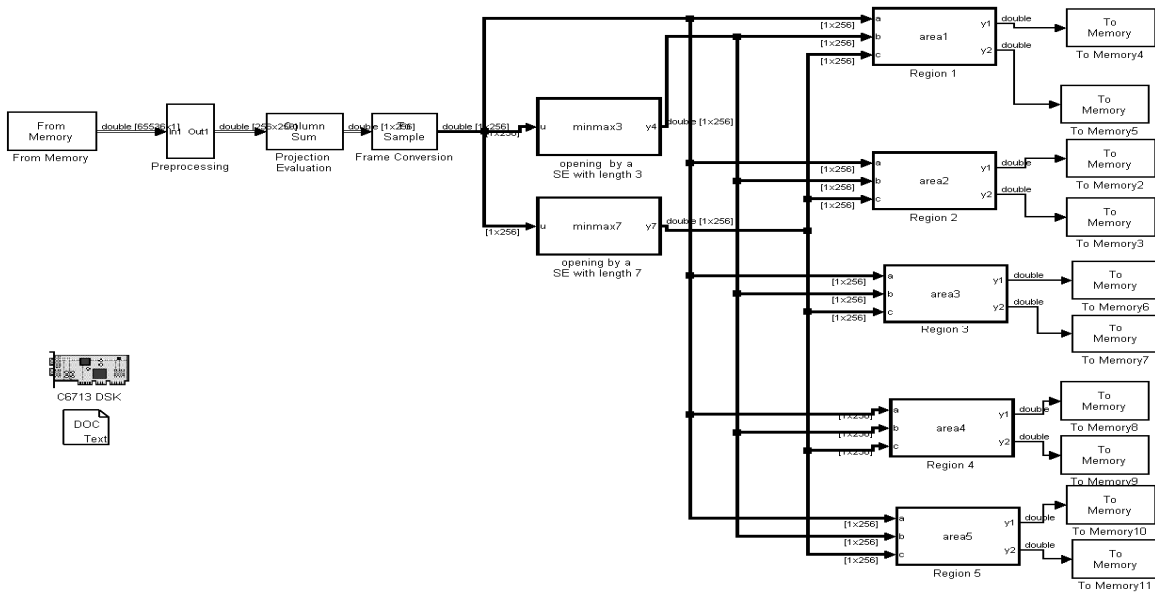 From
Memory
From Memory
double [65536x1]
In1 Out1
Preprocessing
double [256x256]
Column
Sum
Projection
Evaluation
double [1x256]
To
Sample
Frame Conversion
double [1x256]
[1x256]
u minmax3 y4
opening by a
SE with length 3
double [1x256]
[1x256]
u minmax7 y7
opening by a
SE with length 7
double [1x256]
[1x256]
[1x256]
[1x256]
a
b
c
area1
y1
y2
Region 1
double
double
To
Memory
To Memory4
To
Memory
To Memory5
[1x256]
[1x256]
[1x256]
a
b
c
area2
y1
y2
Region 2
double
double
To
Memory
To Memory2
To
Memory
To Memory3
[1x256]
[1x256]
[1x256]
a
b
c
area3
y1
y2
Region 3
double
double
To
Memory
To Memory6
To
Memory
To Memory7
[1x256]
[1x256]
[1x256]
a
b
c
area4
y1
y2
Region 4
double
double
To
Memory
To Memory8
To
Memory
To Memory9
[1x256]
[1x256]
[1x256]
a
b
c
area5
y1
y2
Region 5
double
double
To
Memory
To Memory10
To
Memory
To Memory11
C6713 DSK
DOC
Text